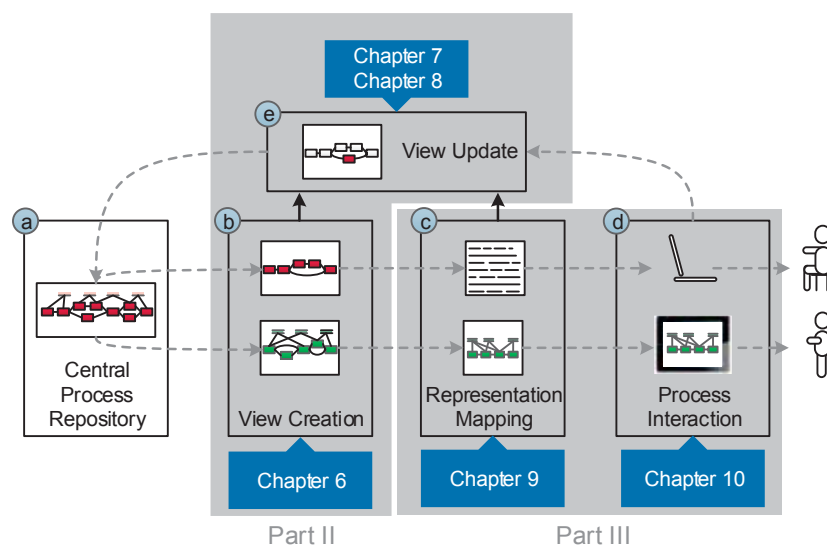 Chapter 7
Chapter 8
e
View Update
a
b
c
d
Central
Process
Repository
View Creation
Representation
Mapping
Process
Interaction
Chapter 6
Chapter 9
Chapter 10
Part II
Part III